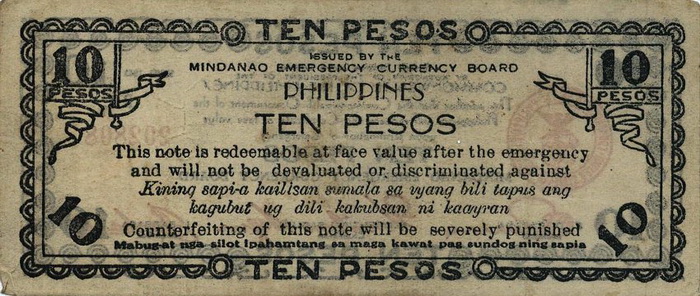 TEN PESOS
ISSUED BY THE
MINDANAO EMERGENCY CURRENCY BOARD
10 PESOS
PHILIPPINES
10 PESOS
TEN PESOS
This note is redeemable at face value after the emergency
and will not be devaluated or discriminated against
Kining sapi-a kailisan sumala sa uyang bili tapus ang
kagubut ug dili kakubsan ni kaayran
10
Counterfeiting of this note will be severely punished
10
Mabug-at nga silot ipahamtang sa maga kawat pag sundog ning sapia
TEN PESOS